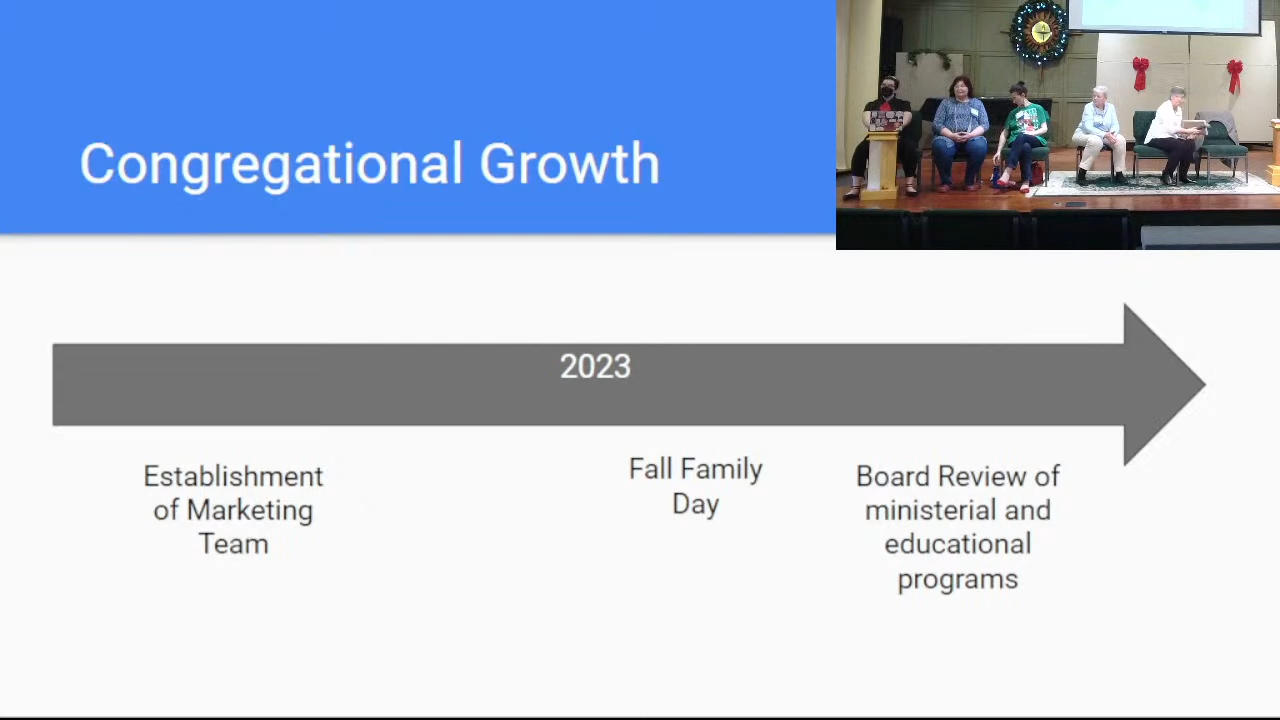 Congregational Growth
2023
Establishment
of Marketing
Team
Fall Family
Day
Board Review of
ministerial and
educational
programs